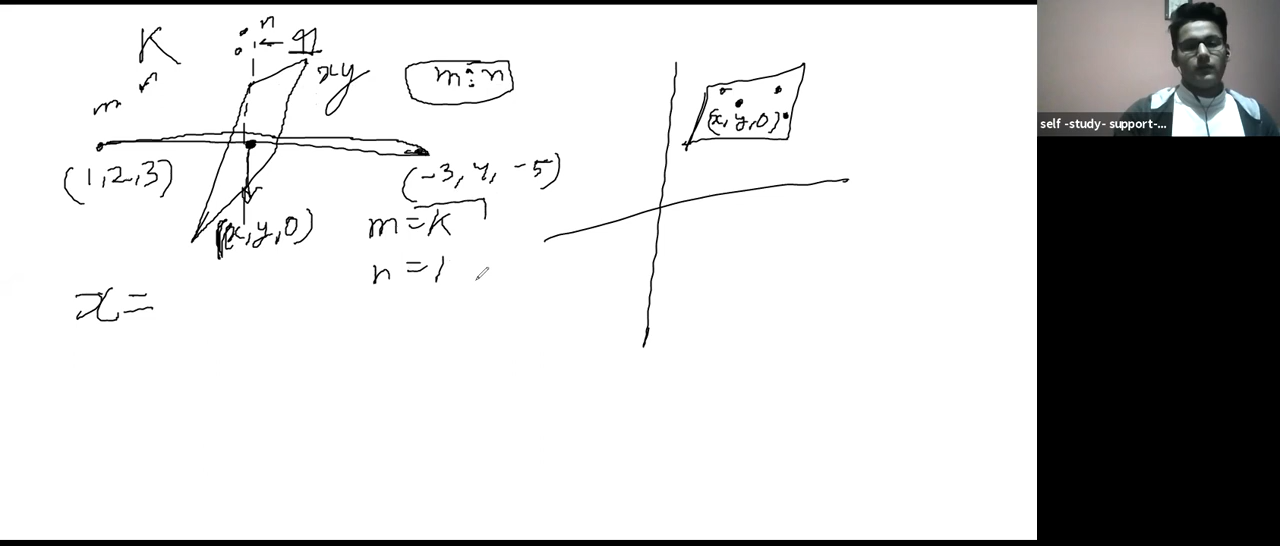 K
n
xy
m:n
m
(1,2,3)
(-3, 4, -5)
(x, y, 0)
m=K
n=1
x=
(x, y, 0)
self -study- support-...